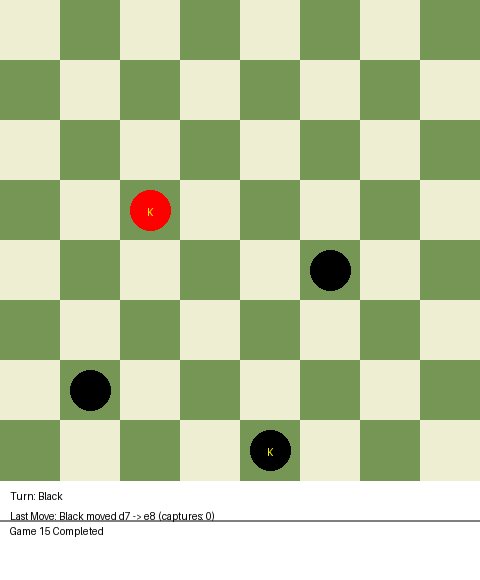 K
K
Turn: Black
Last Move: Black moved d7 -> e8 (captures: 0)
Game 15 Completed